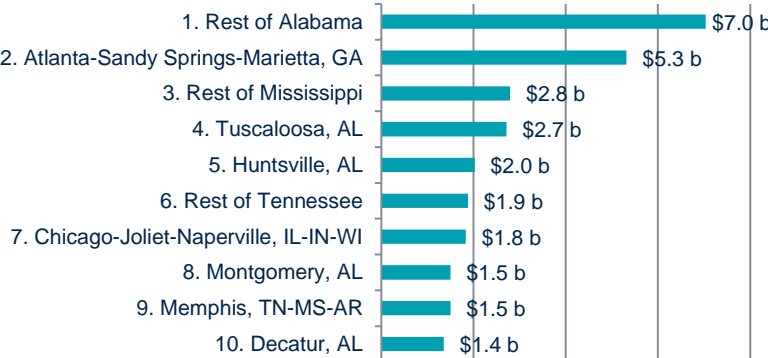 1. Rest of Alabama $7.0 b
2. Atlanta-Sandy Springs-Marietta, GA $5.3 b
3. Rest of Mississippi $2.8 b
4. Tuscaloosa, AL $2.7 b
5. Huntsville, AL $2.0 b
6. Rest of Tennessee $1.9 b
7. Chicago-Joliet-Naperville, IL-IN-WI $1.8 b
8. Montgomery, AL $1.5 b
9. Memphis, TN-MS-AR $1.5 b
10. Decatur, AL $1.4 b